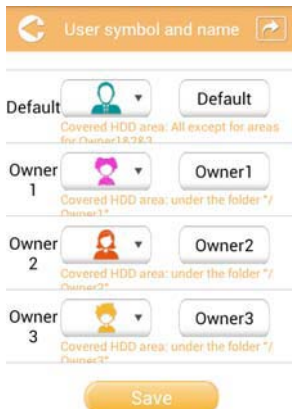 User symbol and name
Default
Default
Covered HDD area: All except for areas
for Owner1&2&3
Owner
1
Owner1
Covered HDD area: under the folder "/
Owner1"
Owner
2
Owner2
Covered HDD area: under the folder "/
Owner2"
Owner
3
Owner3
Covered HDD area: under the folder "/
Owner3"
Save